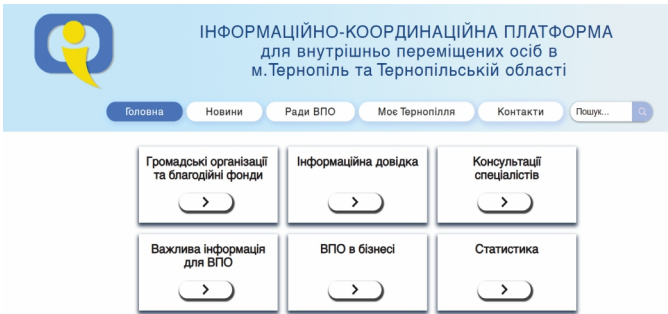 ІНФОРМАЦІЙНО-КООРДИНАЦІЙНА ПЛАТФОРМА
для внутрішньо переміщених осіб в
м.Тернопіль та Тернопільській області
Головна Новини Ради ВПО Моє Тернопілля Контакти Пошук...
Громадські організації
та благодійні фонди
Інформаційна довідка
Консультації
спеціалістів
Важлива інформація
для ВПО
ВПО в бізнесі
Статистика